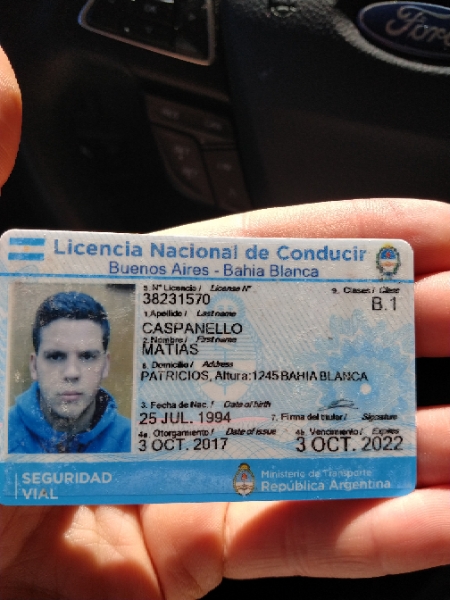 Ford
Licencia Nacional de Conducir
Buenos Aires - Bahía Blanca
5. Nº Licencia / License Nº
38231570
9. Clases / Class
B.1
1. Apellido / Last name
CASPANELLO
2. Nombre / First name
MATIAS
8. Domicilio / Address
PATRICIOS, Altura:1245 BAHIA BLANCA
3. Fecha de Nac. / Date of birth
25 JUL. 1994
7. Firma del titular / Signature
4a. Otorgamiento / Date of issue
3 OCT. 2017
4b. Vencimiento / Expires
3 OCT. 2022
SEGURIDAD
VIAL
Ministerio de Transporte
República Argentina